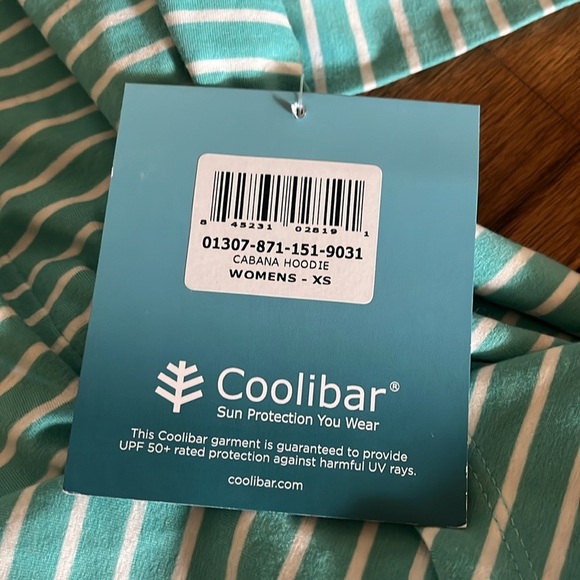 8 45231 02819 1
01307-871-151-9031
CABANA HOODIE
WOMENS - XS
Coolibar®
Sun Protection You Wear
This Coolibar garment is guaranteed to provide
UPF 50+ rated protection against harmful UV rays.
coolibar.com